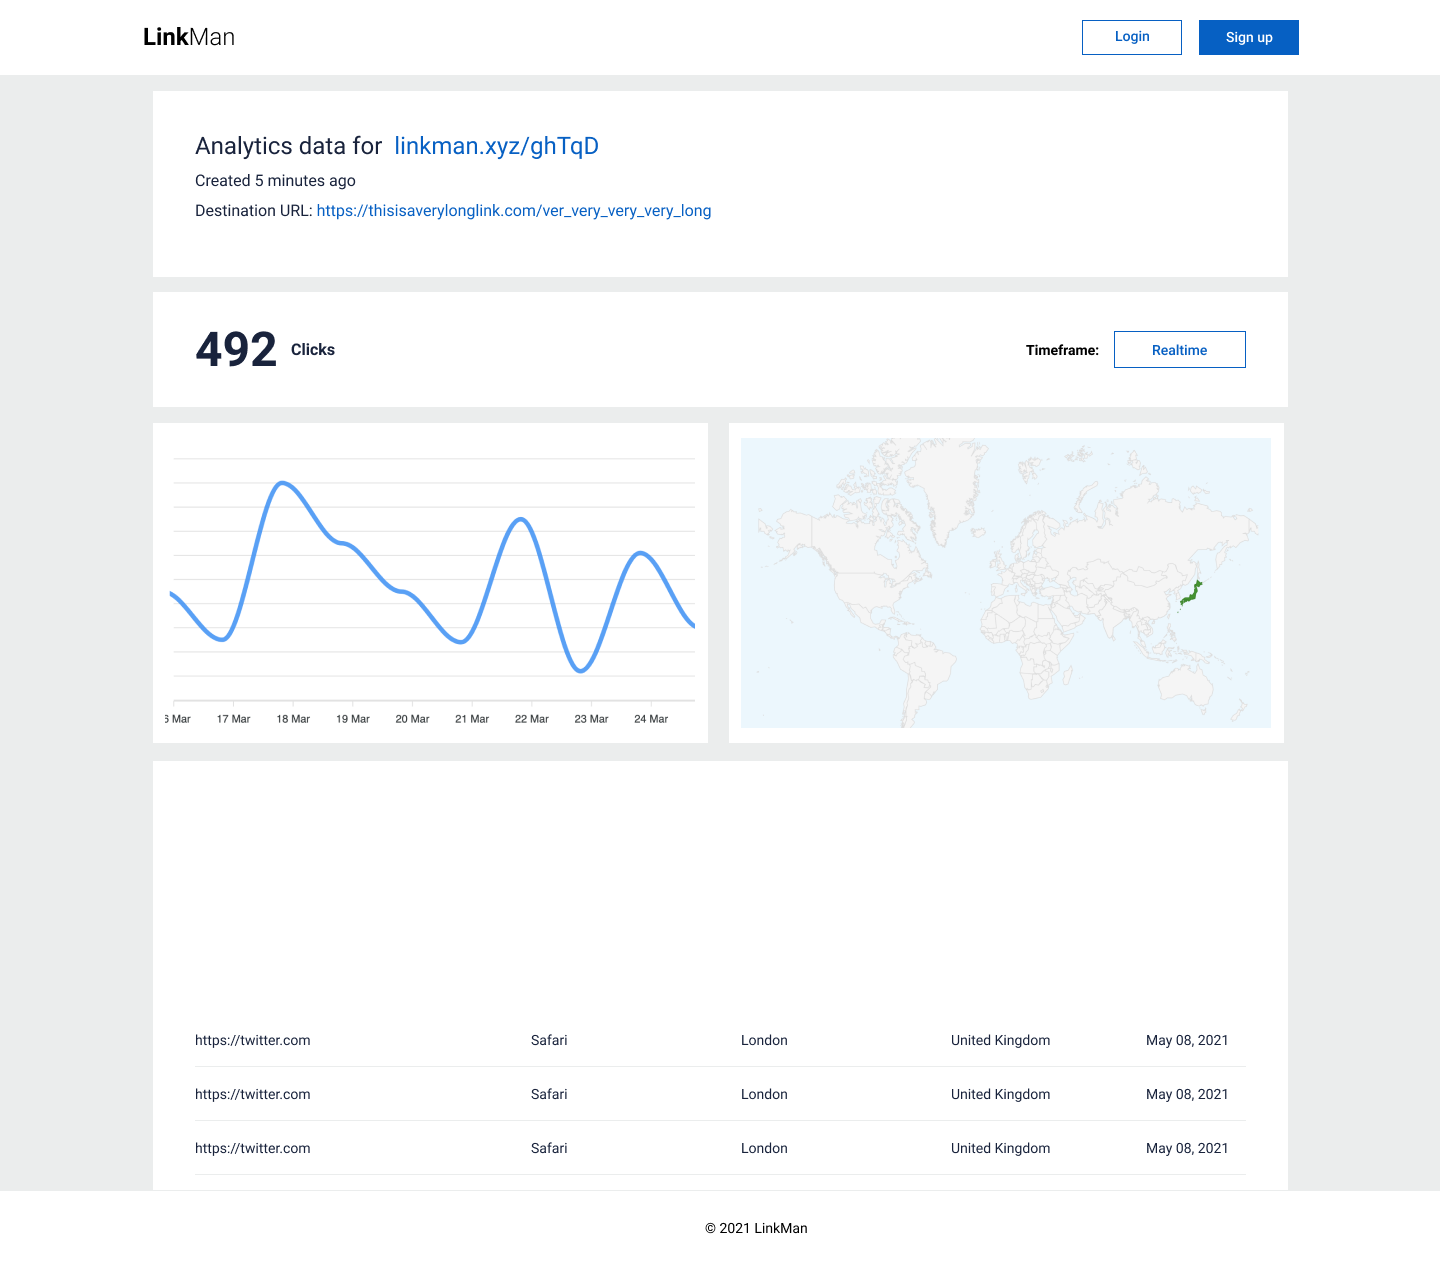 LinkMan
Login
Sign up
Analytics data for linkman.xyz/ghTqD
Created 5 minutes ago
Destination URL: https://thisisaverylonglink.com/ver_very_very_very_long
492 Clicks
Timeframe: Realtime
6 Mar 17 Mar 18 Mar 19 Mar 20 Mar 21 Mar 22 Mar 23 Mar 24 Mar
https://twitter.com Safari London United Kingdom May 08, 2021
https://twitter.com Safari London United Kingdom May 08, 2021
https://twitter.com Safari London United Kingdom May 08, 2021
© 2021 LinkMan